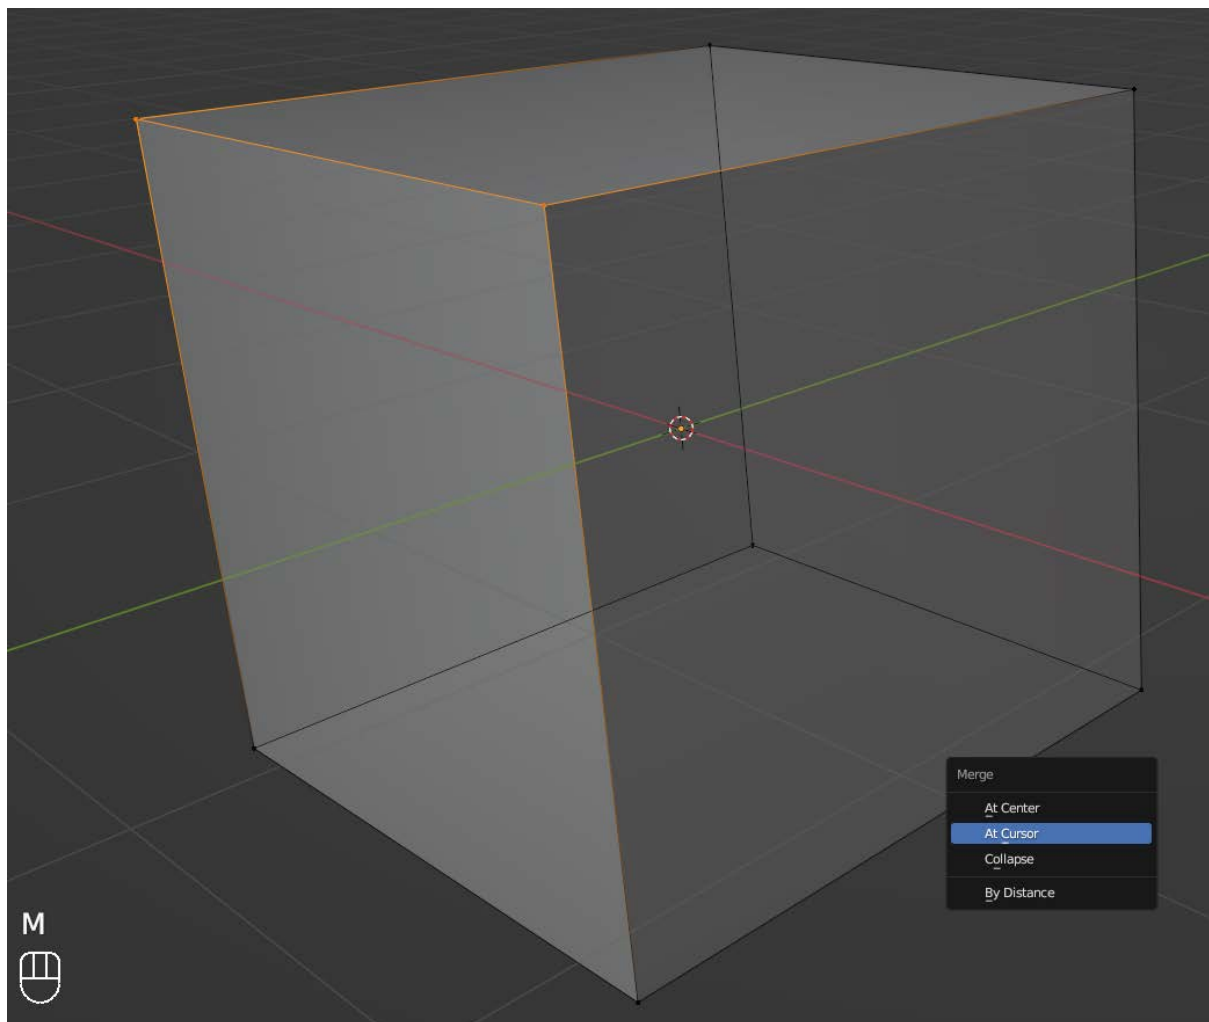 Merge
At Center
At Cursor
Collapse
By Distance
M